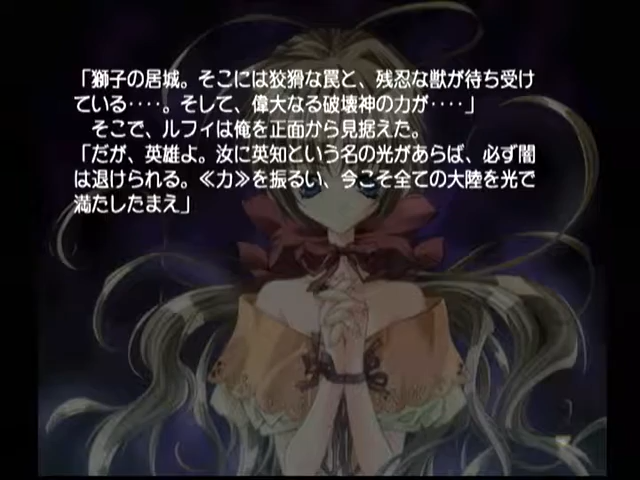 「獅子の居城。そこには狡猾な罠と、残忍な獣が待ち受け
ている‥‥。そして、偉大なる破壊神の力が‥‥」
　そこで、ルフィは俺を正面から見据えた。
「だが、英雄よ。汝に英知という名の光があらば、必ず闇
は退けられる。≪力≫を振るい、今こそ全ての大陸を光で
満たしたまえ」